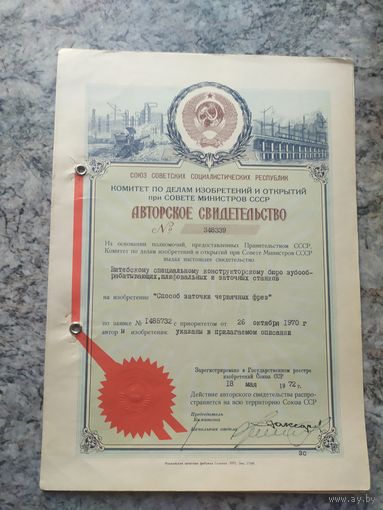 СОЮЗ СОВЕТСКИХ СОЦИАЛИСТИЧЕСКИХ РЕСПУБЛИК
КОМИТЕТ ПО ДЕЛАМ ИЗОБРЕТЕНИЙ И ОТКРЫТИЙ
при СОВЕТЕ МИНИСТРОВ СССР
АВТОРСКОЕ СВИДЕТЕЛЬСТВО
№ 348339
На основании полномочий, предоставленных Правительством СССР,
Комитет по делам изобретений и открытий при Совете Министров СССР
выдал настоящее свидетельство
Витебскому специальному конструкторскому бюро зубооб-
рабатывающих, шлифовальных и заточных станков
на изобретение "Способ заточки червячных фрез"
по заявке № 1485732 с приоритетом от 26 октября 1970 г
автор ы изобретения: указаны в прилагаемом описании
Зарегистрировано в Государственном реестре
изобретений Союза ССР
18 мая 1972 г.
Действие авторского свидетельства распро-
страняется на всю территорию Союза ССР
Председатель
Комитета
Начальник отдела
90
www.ay.by